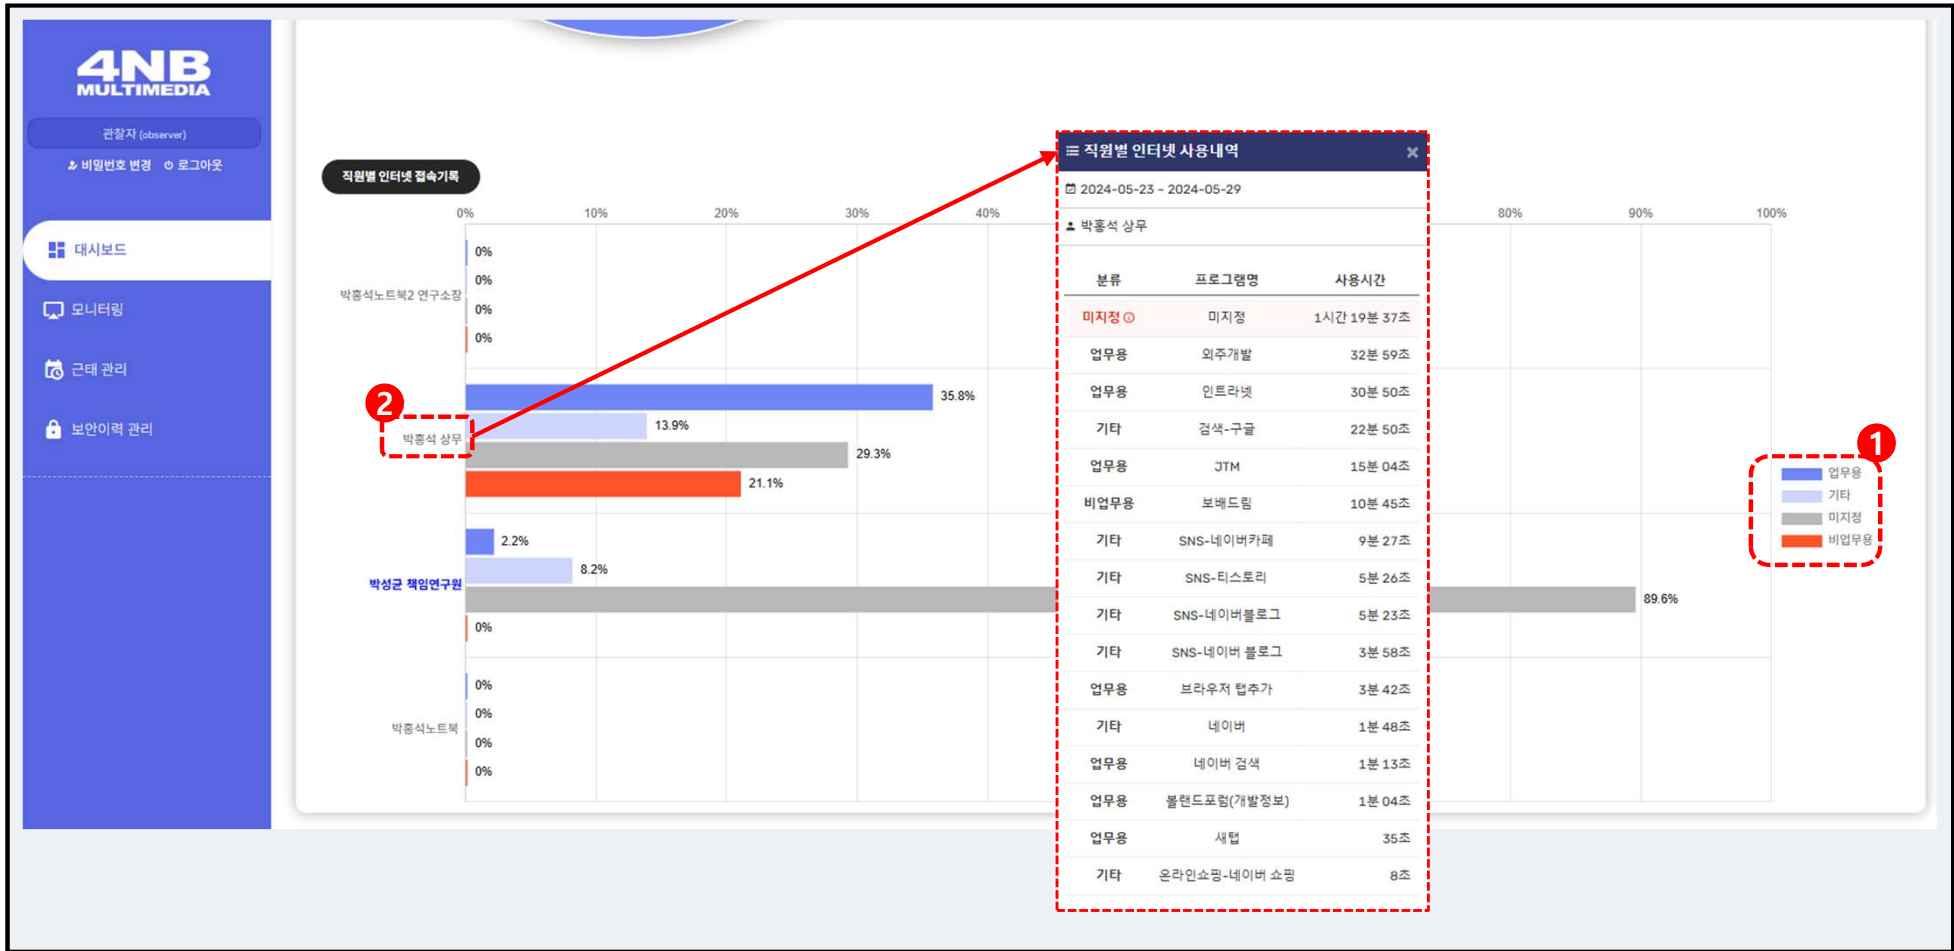 4NB
MULTIMEDIA
관찰자 (observer)
비밀번호 변경 로그아웃
대시보드
모니터링
근태 관리
보안이력 관리
직원별 인터넷 접속기록
0% 10% 20% 30% 40% 80% 90% 100%
박홍석노트북2 연구소장
0%
0%
0%
0%
2
박홍석 상무
35.8%
13.9%
29.3%
21.1%
박성균 책임연구원
2.2%
8.2%
89.6%
0%
박홍석노트북
0%
0%
0%
0%
직원별 인터넷 사용내역 ×
2024-05-23 ~ 2024-05-29
박홍석 상무
분류 프로그램명 사용시간
미지정 미지정 1시간 19분 37초
업무용 외주개발 32분 59초
업무용 인트라넷 30분 50초
기타 검색-구글 22분 50초
업무용 JTM 15분 04초
비업무용 보배드림 10분 45초
기타 SNS-네이버카페 9분 27초
기타 SNS-티스토리 5분 26초
기타 SNS-네이버블로그 5분 23초
기타 SNS-네이버 블로그 3분 58초
업무용 브라우저 탭추가 3분 42초
기타 네이버 1분 48초
업무용 네이버 검색 1분 13초
업무용 볼랜드포럼(개발정보) 1분 04초
업무용 새탭 35초
기타 온라인쇼핑-네이버 쇼핑 8초
1
업무용
기타
미지정
비업무용